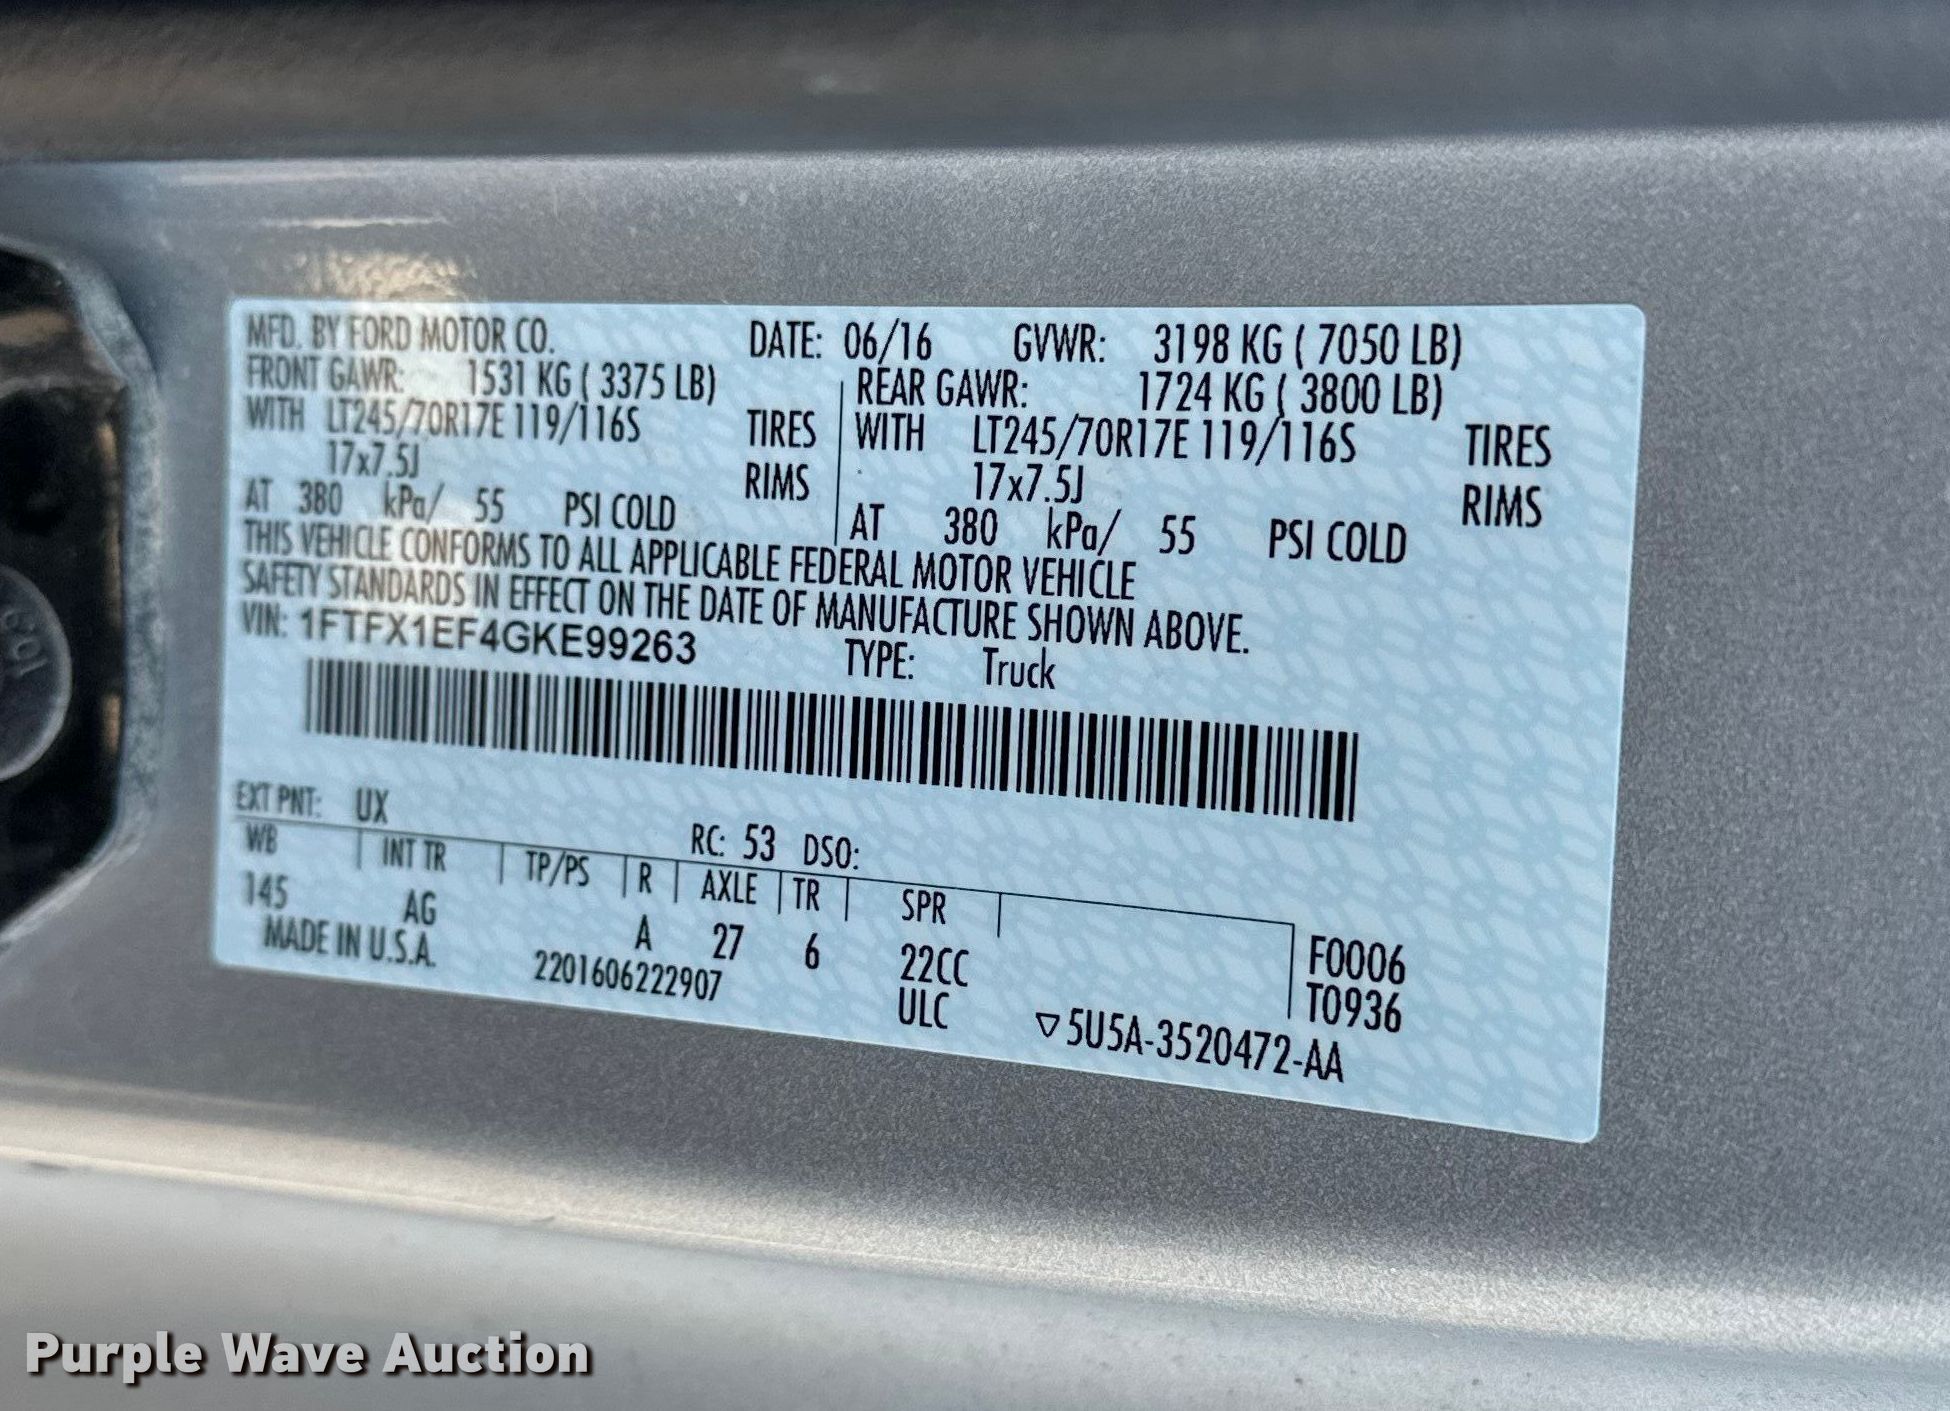 MFD. BY FORD MOTOR CO. DATE: 06/16 GVWR: 3198 KG ( 7050 LB)
FRONT GAWR: 1531 KG ( 3375 LB) REAR GAWR: 1724 KG ( 3800 LB)
WITH LT245/70R17E 119/116S TIRES WITH LT245/70R17E 119/116S TIRES
17x7.5J RIMS 17x7.5J RIMS
AT 380 kPa/ 55 PSI COLD AT 380 kPa/ 55 PSI COLD
THIS VEHICLE CONFORMS TO ALL APPLICABLE FEDERAL MOTOR VEHICLE
SAFETY STANDARDS IN EFFECT ON THE DATE OF MANUFACTURE SHOWN ABOVE.
VIN: 1FTFX1EF4GKE99263 TYPE: Truck
EXT PNT: UX RC: 53 DSO:
WB INT TR TP/PS R AXLE TR SPR
145 AG A 27 6 22CC F0006
MADE IN U.S.A. 2201606222907 ULC T0936
▽5U5A-3520472-AA
Purple Wave Auction